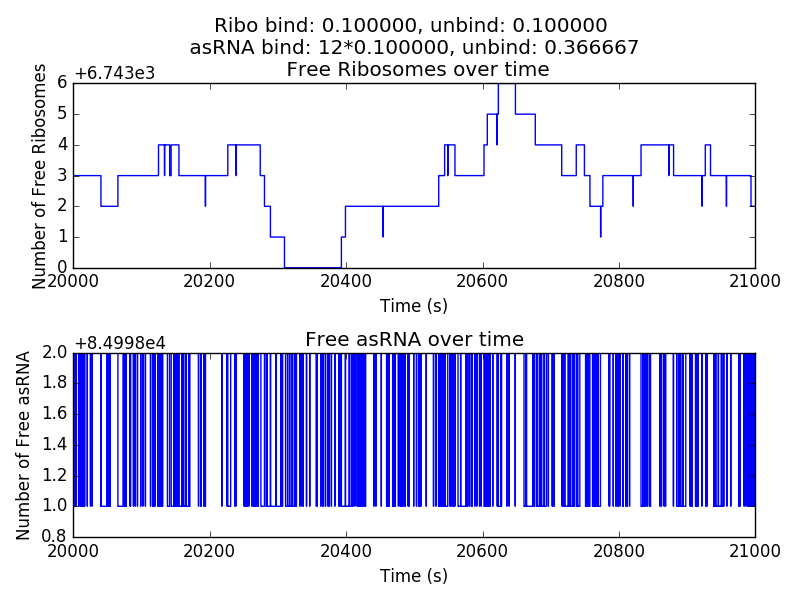 Ribo bind: 0.100000, unbind: 0.100000
asRNA bind: 12*0.100000, unbind: 0.366667
Free Ribosomes over time
+6.743e3
Number of Free Ribosomes
6
5
4
3
2
1
0
20000 20200 20400 20600 20800 21000
Time (s)
Free asRNA over time
+8.4998e4
Number of Free asRNA
2.0
1.8
1.6
1.4
1.2
1.0
0.8
20000 20200 20400 20600 20800 21000
Time (s)